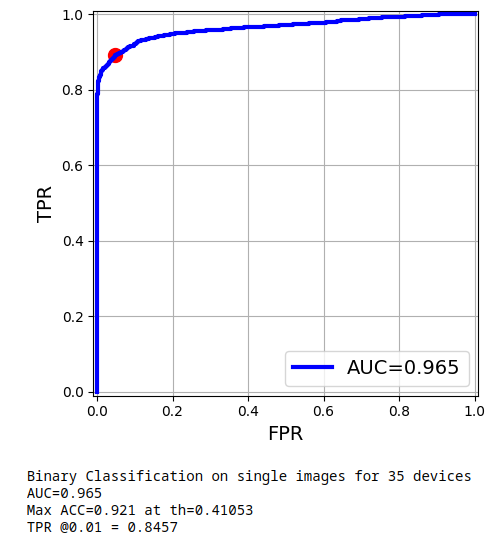 1.0
0.8
0.6
0.4
0.2
0.0
TPR
AUC=0.965
0.0 0.2 0.4 0.6 0.8 1.0
FPR
Binary Classification on single images for 35 devices
AUC=0.965
Max ACC=0.921 at th=0.41053
TPR @0.01 = 0.8457